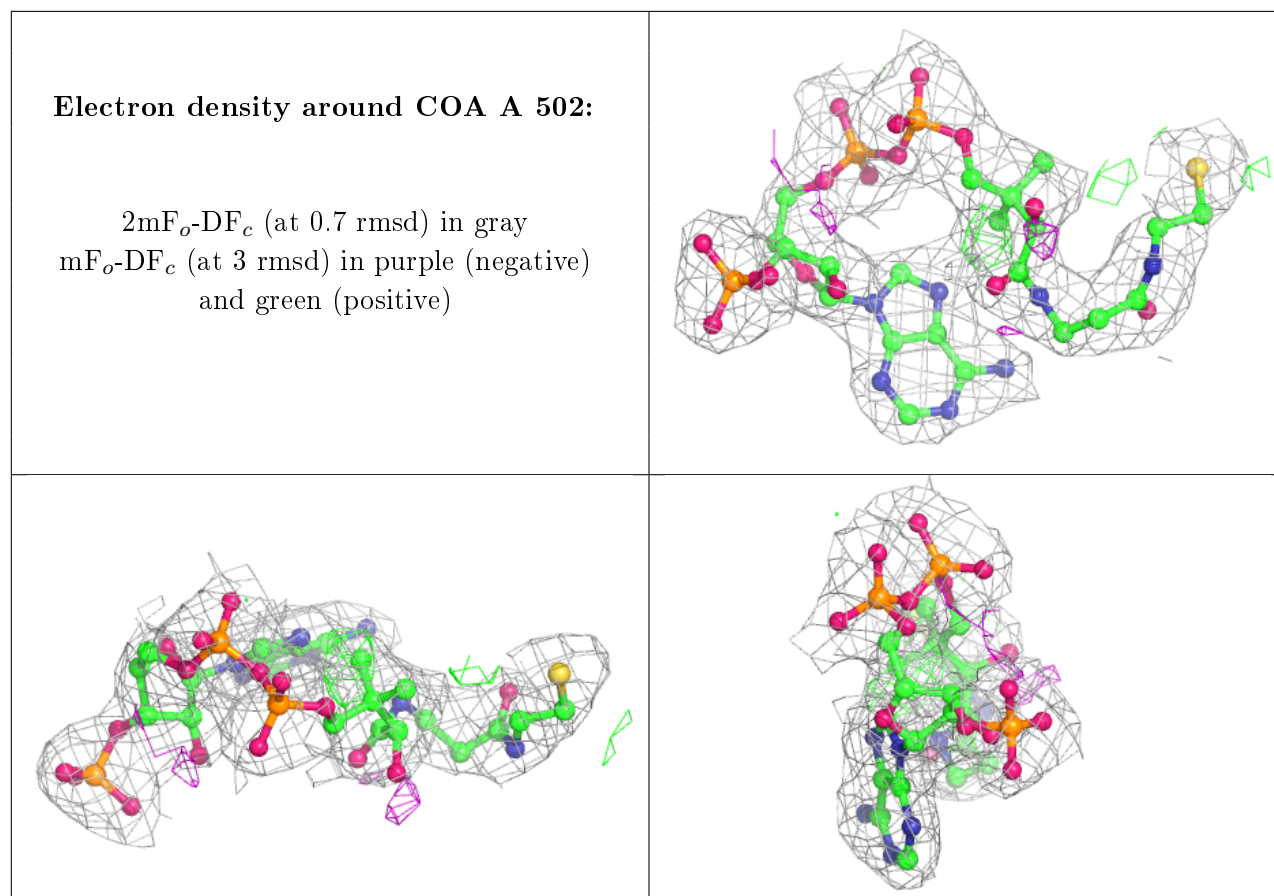 Electron density around COA A 502:
2mFo-DFc (at 0.7 rmsd) in gray
mFo-DFc (at 3 rmsd) in purple (negative)
and green (positive)